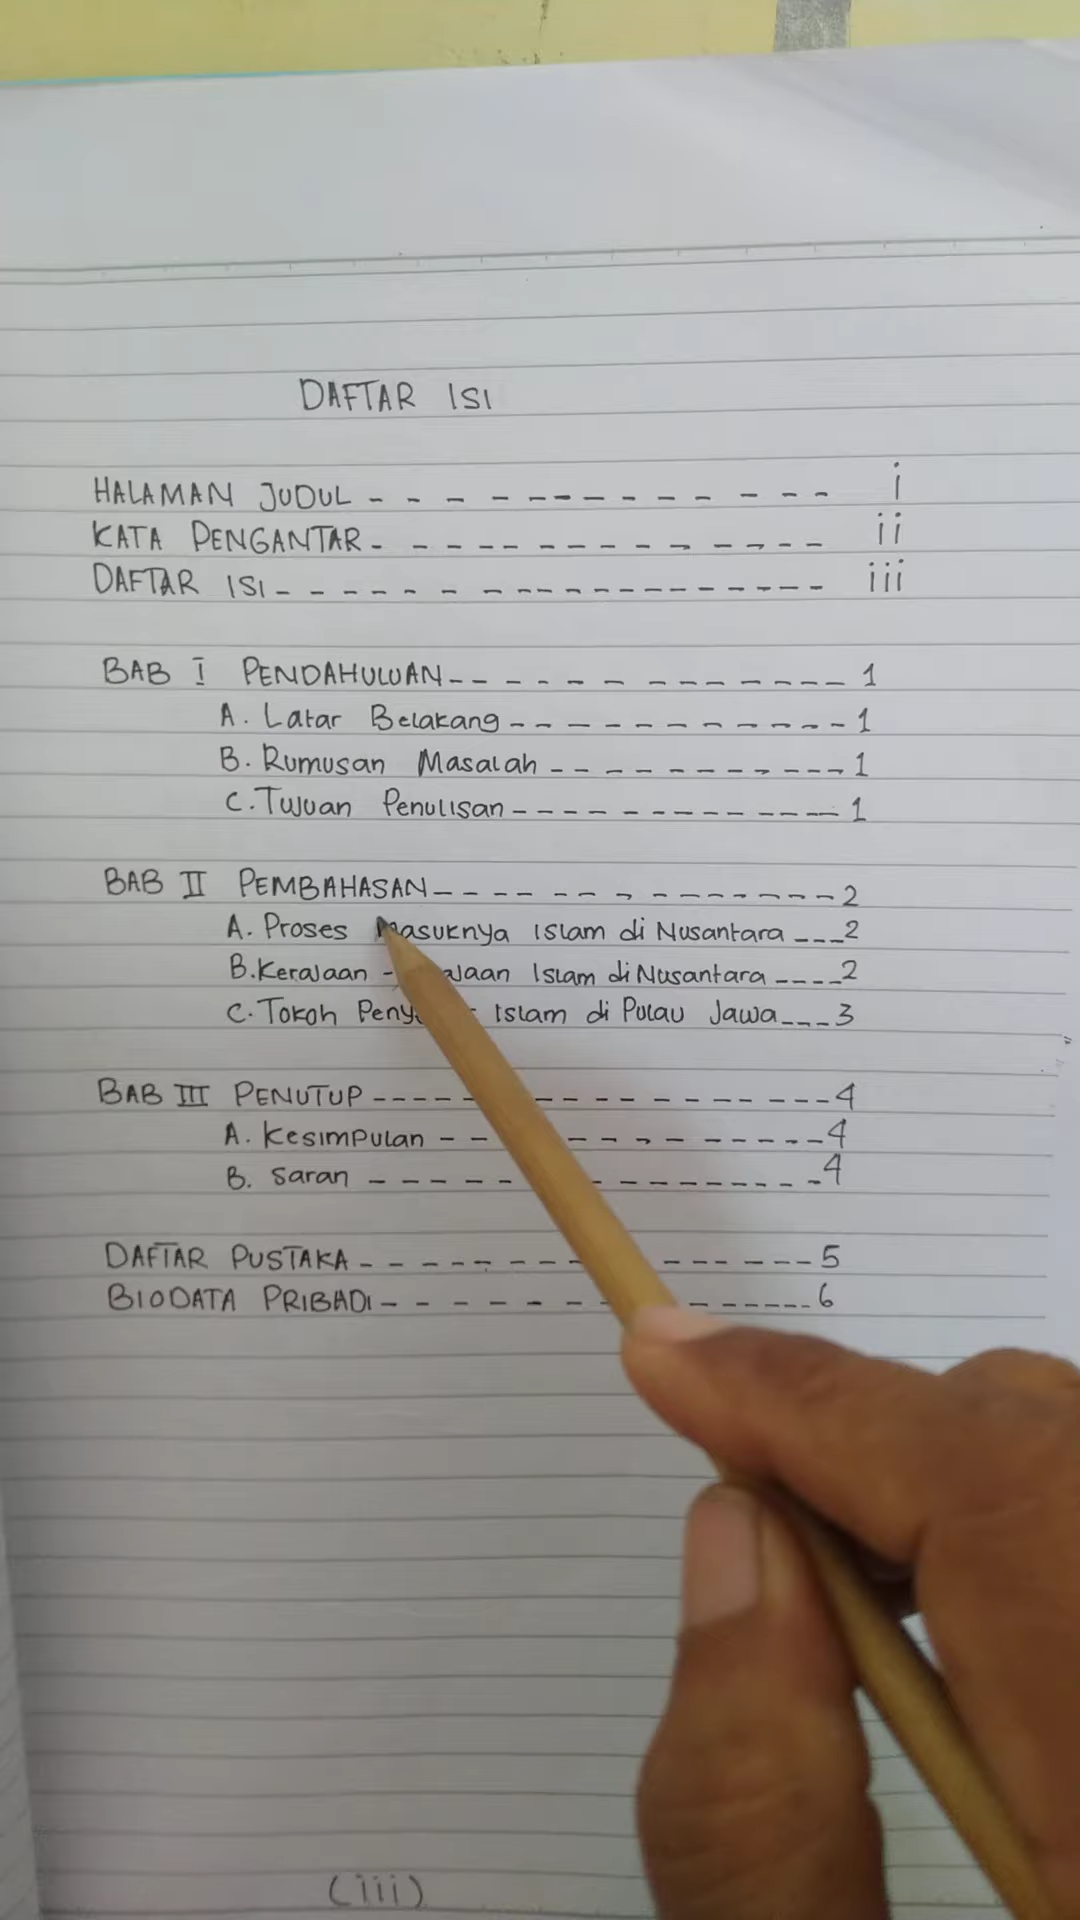 DAFTAR ISI
HALAMAN JUDUL - - - - - - - - - - - - - i
KATA PENGANTAR - - - - - - - - - - - - - ii
DAFTAR ISI - - - - - - - - - - - - - - - - iii
BAB I PENDAHULUAN - - - - - - - - - - - - - 1
A. Latar Belakang - - - - - - - - - - - - 1
B. Rumusan Masalah - - - - - - - - - - - 1
C. Tujuan Penulisan - - - - - - - - - - - - 1
BAB II PEMBAHASAN - - - - - - - - - - - - - - 2
A. Proses Masuknya Islam di Nusantara - - - 2
B. Kerajaan - Islam di Nusantara - - - - 2
C. Tokoh Islam di Pulau Jawa - - - 3
BAB III PENUTUP - - - - - - - - - - - - - - 4
A. Kesimpulan - - - - - - - - - - - - 4
B. Saran - - - - - - - - - - - - - - 4
DAFTAR PUSTAKA - - - - - - - - - - - - - - 5
BIODATA PRIBADI - - - - - - - - - - - - - 6
(iii)